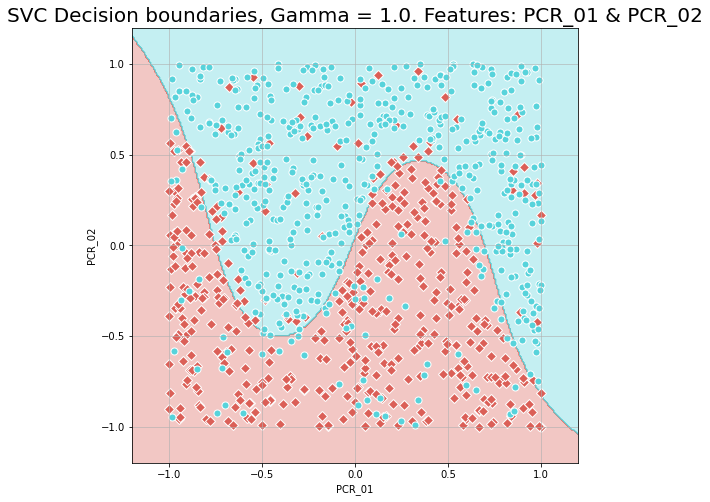 SVC Decision boundaries, Gamma = 1.0. Features: PCR_01 & PCR_02
1.0
0.5
0.0
−0.5
−1.0
PCR_02
−1.0 −0.5 0.0 0.5 1.0
PCR_01